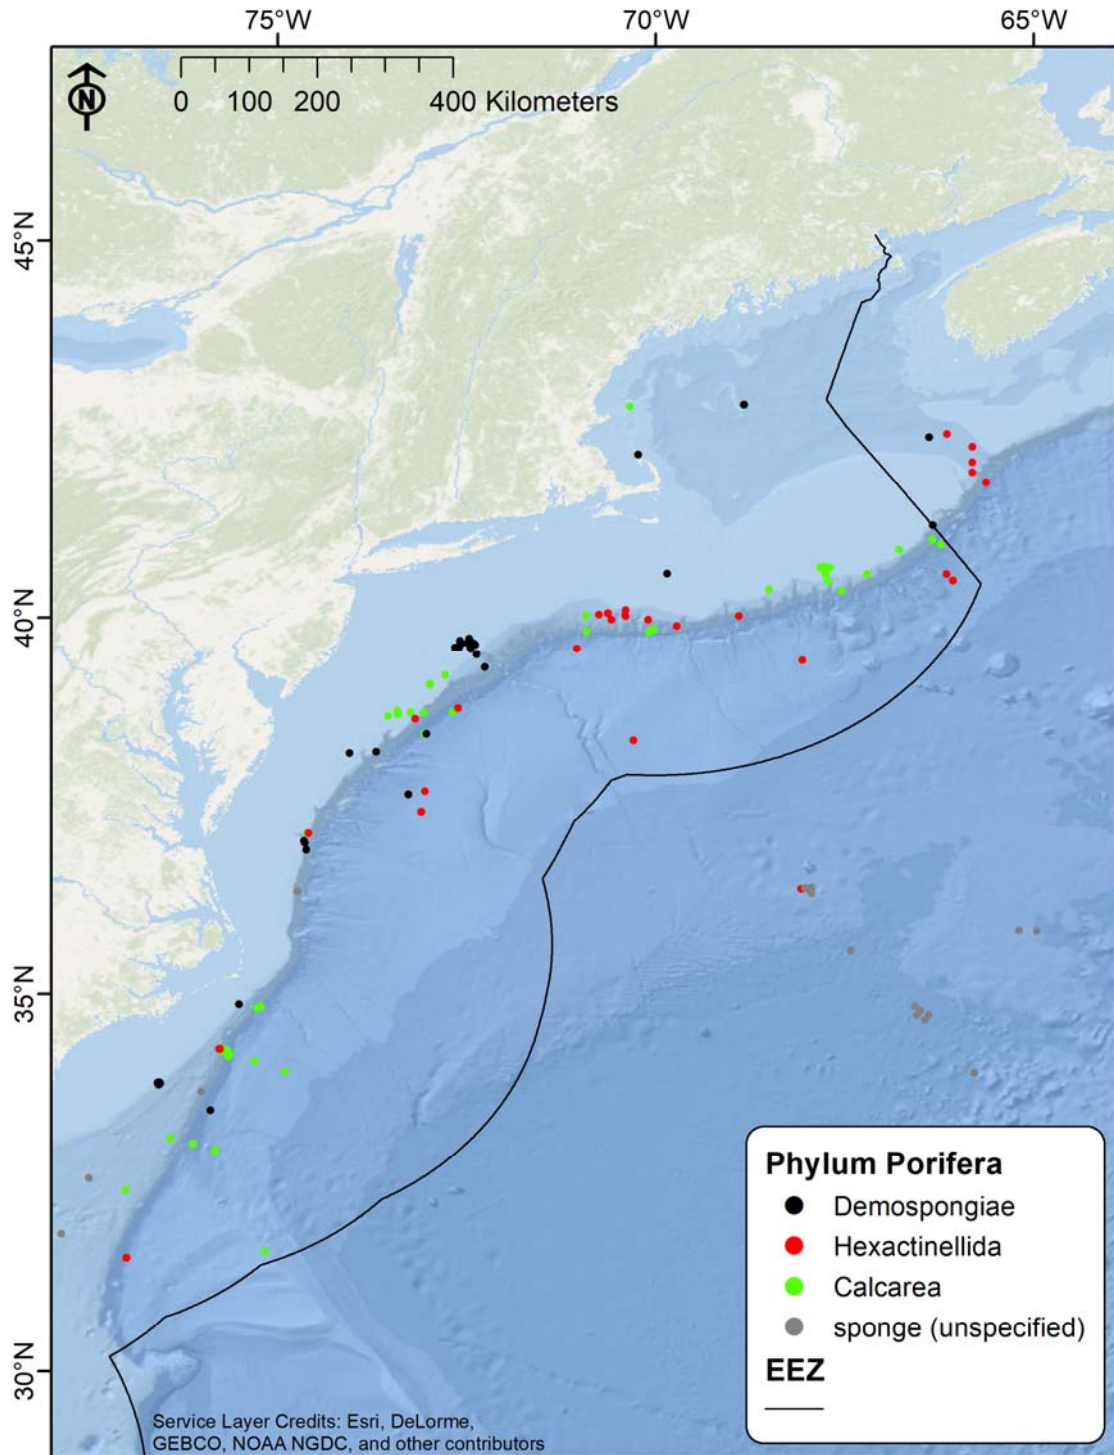 75°W
70°W
65°W
N
0 100 200 400 Kilometers
45°N
40°N
35°N
30°N
Phylum Porifera
Demospongiae
Hexactinellida
Calcarea
sponge (unspecified)
EEZ
Service Layer Credits: Esri, DeLorme,
GEBCO, NOAA NGDC, and other contributors